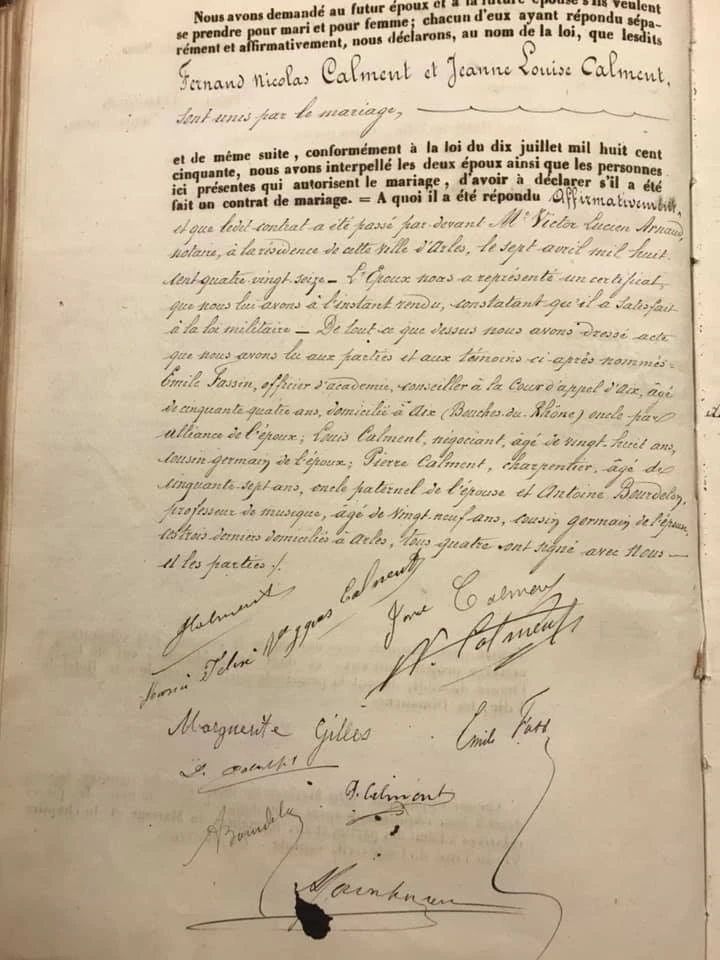 Nous avons demandé au futur époux et à la future épouse s'ils veulent
se prendre pour mari et pour femme; chacun d'eux ayant répondu sépa-
rément et affirmativement, nous déclarons, au nom de la loi, que lesdits
Fernand Nicolas Calment et Jeanne Louise Calment,
sont unis par le mariage,
et de même suite, conformément à la loi du dix juillet mil huit cent
cinquante, nous avons interpellé les deux époux ainsi que les personnes
ici présentes qui autorisent le mariage, d'avoir à déclarer s'il a été
fait un contrat de mariage. = A quoi il a été répondu Affirmativement,
et que ledit contrat a été passé par devant Me Victor Lucien Arnaud,
notaire, à la résidence de cette ville d'Arles, le sept avril mil huit
cent quatre vingt seize — L'Epoux nous a représenté un certificat,
que nous lui avons à l'instant rendu, constatant qu'il a satisfait
à la loi militaire — De tout ce que dessus nous avons dressé acte
que nous avons lu aux parties et aux témoins ci-après nommés =
Emile Fassin, officier d'académie, conseiller à la Cour d'appel d'Aix, âgé
de cinquante quatre ans, domicilié à Aix (Bouches-du-Rhône) oncle par
alliance de l'époux; Louis Calment, négociant, âgé de vingt-huit ans,
cousin germain de l'époux; Pierre Calment, charpentier, âgé de
cinquante-sept ans, oncle paternel de l'épouse et Antoine Bourdelon,
professeur de musique, âgé de vingt-neuf ans, cousin germain de l'épouse,
ces trois derniers domiciliés à Arles, tous quatre ont signé avec Nous —
et les parties /.
Calment
Calment
N. Calment
Marguerite Gilles
Emile Fassin
P. Calment